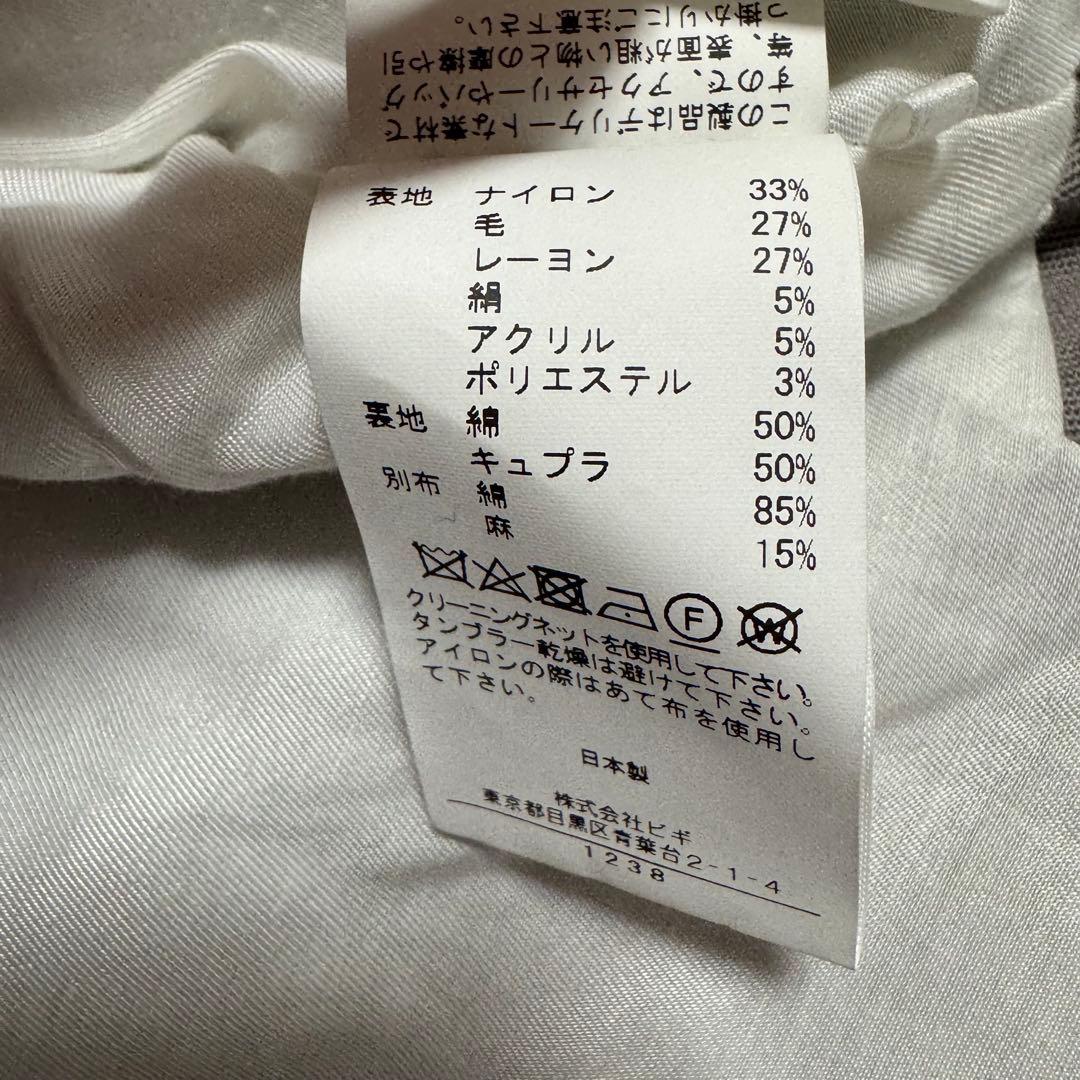 この製品はデリケートな素材で
すので、アクセサリーやバッグ
等、表面が粗い物との摩擦や引
っ掛かりにご注意下さい。
表地 ナイロン 33%
毛 27%
レーヨン 27%
絹 5%
アクリル 5%
ポリエステル 3%
裏地 綿 50%
キュプラ 50%
別布 綿 85%
麻 15%
F W
クリーニングネットを使用して下さい。
タンブラー乾燥は避けて下さい。
アイロンの際はあて布を使用し
て下さい。
日本製
株式会社ビギ
東京都目黒区青葉台2-1-4
1238